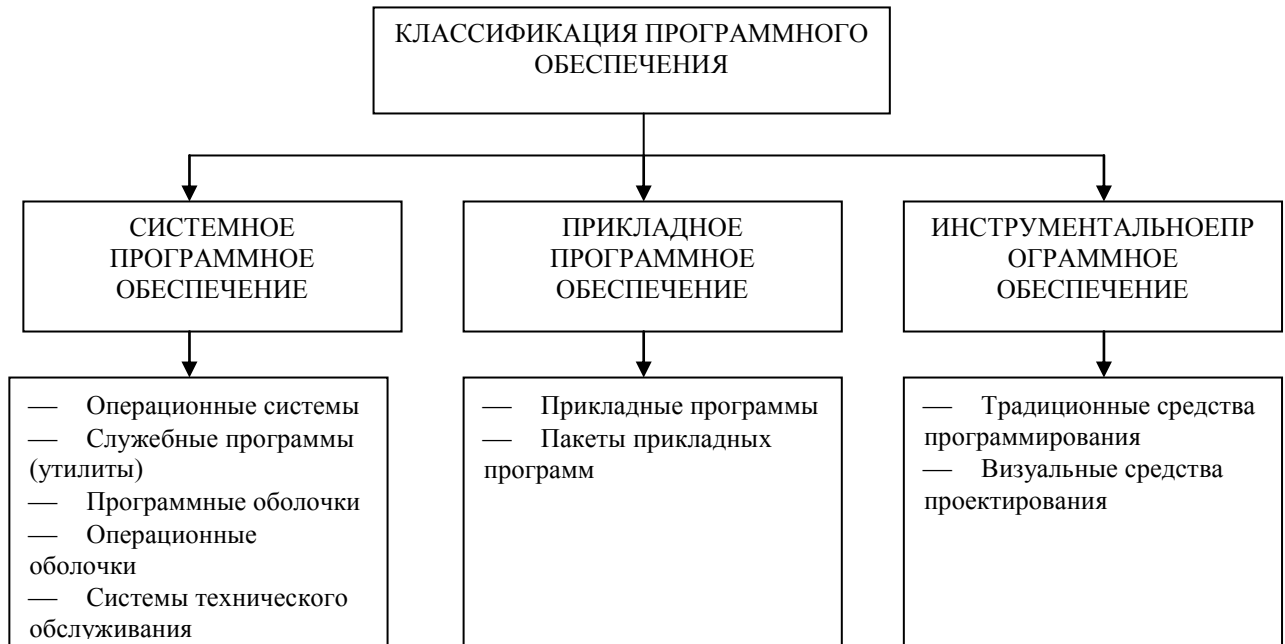 КЛАССИФИКАЦИЯ ПРОГРАММНОГО
ОБЕСПЕЧЕНИЯ
СИСТЕМНОЕ
ПРОГРАММНОЕ
ОБЕСПЕЧЕНИЕ
ПРИКЛАДНОЕ
ПРОГРАММНОЕ
ОБЕСПЕЧЕНИЕ
ИНСТРУМЕНТАЛЬНОЕПР
ОГРАММНОЕ
ОБЕСПЕЧЕНИЕ
— Операционные системы
— Служебные программы
(утилиты)
— Программные оболочки
— Операционные
оболочки
— Системы технического
обслуживания
— Прикладные программы
— Пакеты прикладных
программ
— Традиционные средства
программирования
— Визуальные средства
проектирования